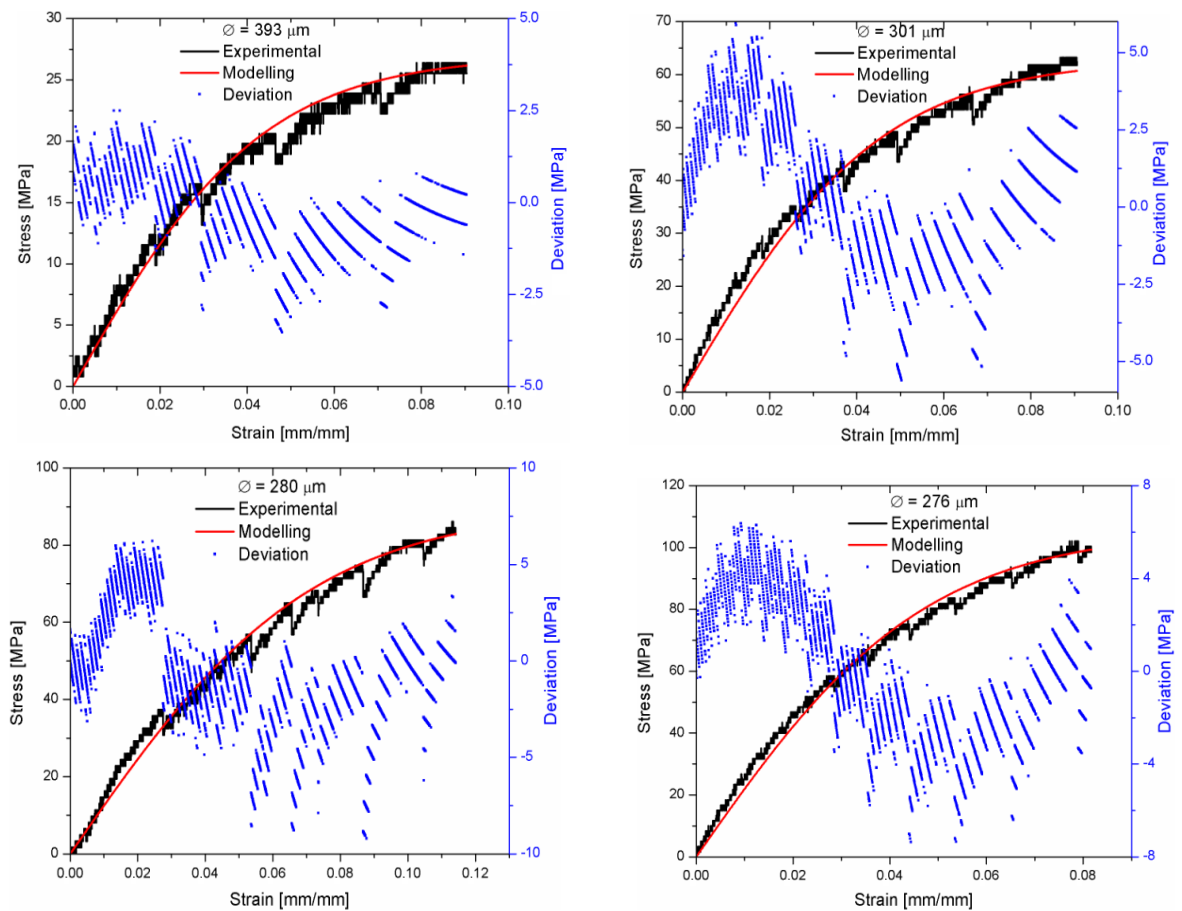 ∅ = 393 μm
Experimental
Modelling
Deviation
30
25
20
15
10
5
0
Stress [MPa]
5.0
2.5
0.0
-2.5
-5.0
Deviation [MPa]
0.00 0.02 0.04 0.06 0.08 0.10
Strain [mm/mm]
∅ = 301 μm
Experimental
Modelling
Deviation
70
60
50
40
30
20
10
0
Stress [MPa]
5.0
2.5
0.0
-2.5
-5.0
Deviation [MPa]
0.00 0.02 0.04 0.06 0.08 0.10
Strain [mm/mm]
∅ = 280 μm
Experimental
Modelling
Deviation
100
80
60
40
20
0
Stress [MPa]
10
5
0
-5
-10
Deviation [MPa]
0.00 0.02 0.04 0.06 0.08 0.10 0.12
Strain [mm/mm]
∅ = 276 μm
Experimental
Modelling
Deviation
120
100
80
60
40
20
0
Stress [MPa]
8
4
0
-4
-8
Deviation [MPa]
0.00 0.02 0.04 0.06 0.08
Strain [mm/mm]